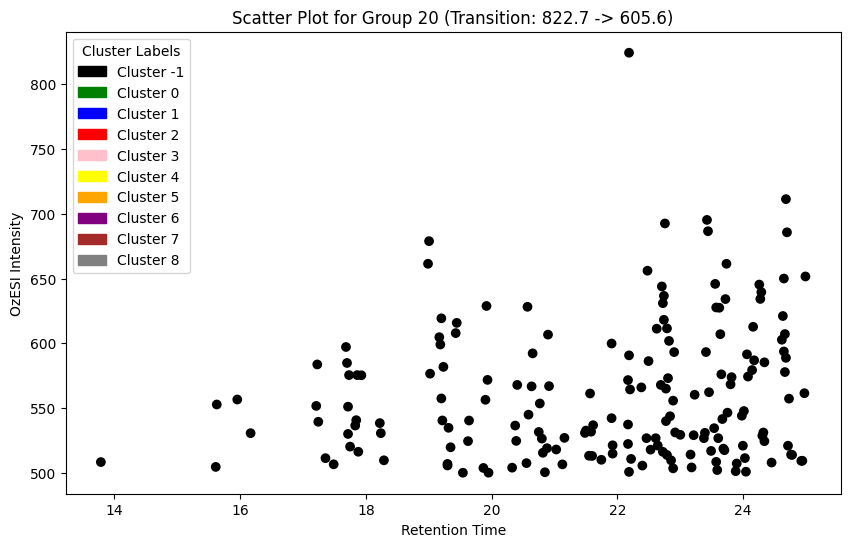 Scatter Plot for Group 20 (Transition: 822.7 -> 605.6)
Cluster Labels
Cluster -1
Cluster 0
Cluster 1
Cluster 2
Cluster 3
Cluster 4
Cluster 5
Cluster 6
Cluster 7
Cluster 8
OzESI Intensity
800
750
700
650
600
550
500
14 16 18 20 22 24
Retention Time